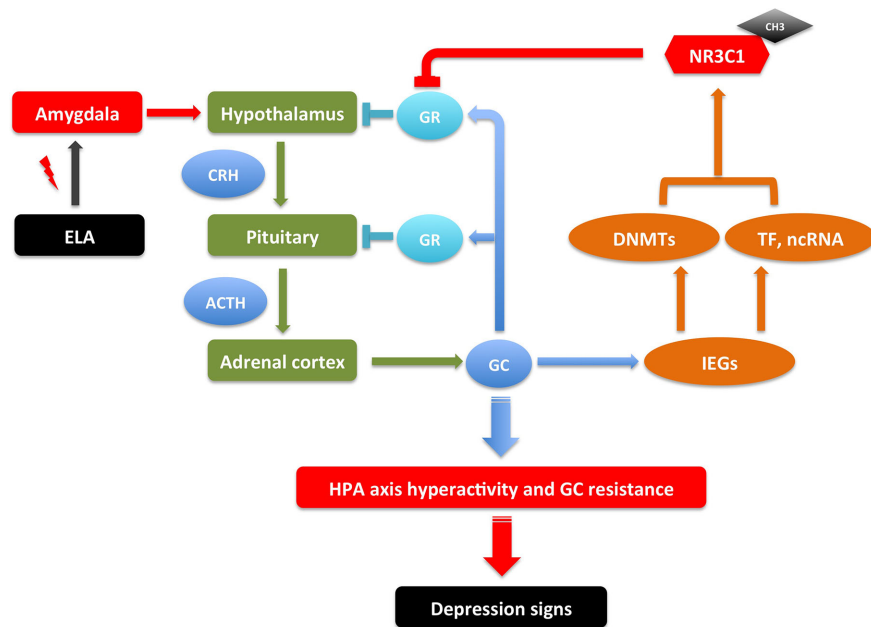 CH3
NR3C1
Amygdala
Hypothalamus
GR
CRH
ELA
Pituitary
GR
DNMTs
TF, ncRNA
ACTH
Adrenal cortex
GC
IEGs
HPA axis hyperactivity and GC resistance
Depression signs